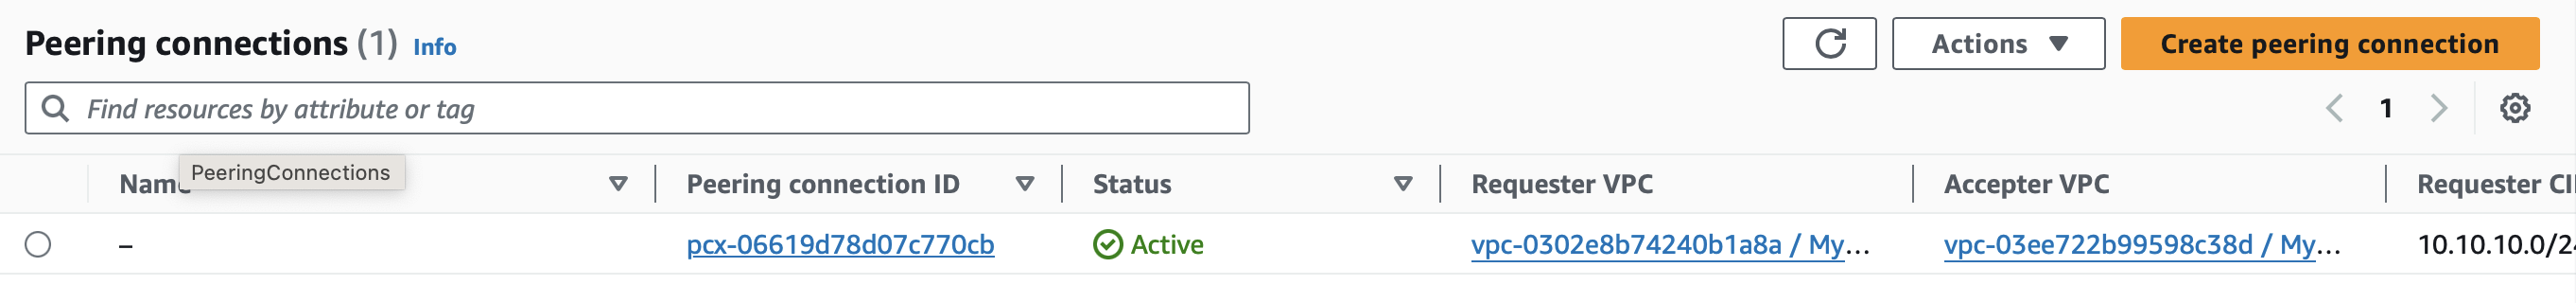 Peering connections (1) Info
Actions
Create peering connection
Find resources by attribute or tag
1
PeeringConnections
Name Peering connection ID Status Requester VPC Accepter VPC Requester CI
– pcx-06619d78d07c770cb Active vpc-0302e8b74240b1a8a / My... vpc-03ee722b99598c38d / My... 10.10.10.0/24